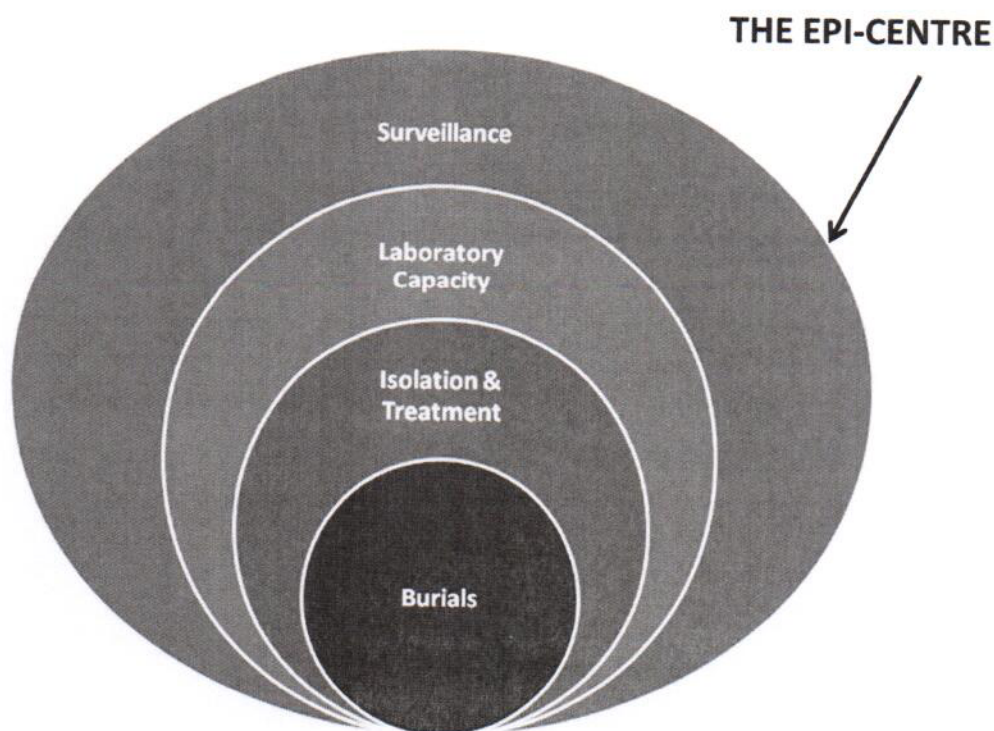 THE EPI-CENTRE
Surveillance
Laboratory
Capacity
Isolation &
Treatment
Burials